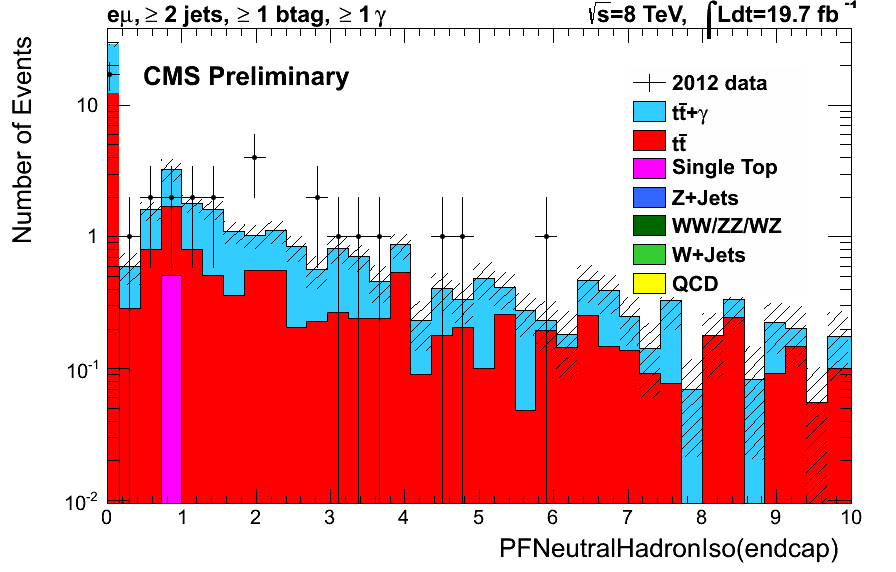 eμ, ≥ 2 jets, ≥ 1 btag, ≥ 1 γ √s=8 TeV, ∫Ldt=19.7 fb⁻¹
CMS Preliminary
2012 data
tt̄+γ
tt̄
Single Top
Z+Jets
WW/ZZ/WZ
W+Jets
QCD
Number of Events
10
1
10⁻¹
10⁻²
0 1 2 3 4 5 6 7 8 9 10
PFNeutralHadronIso(endcap)